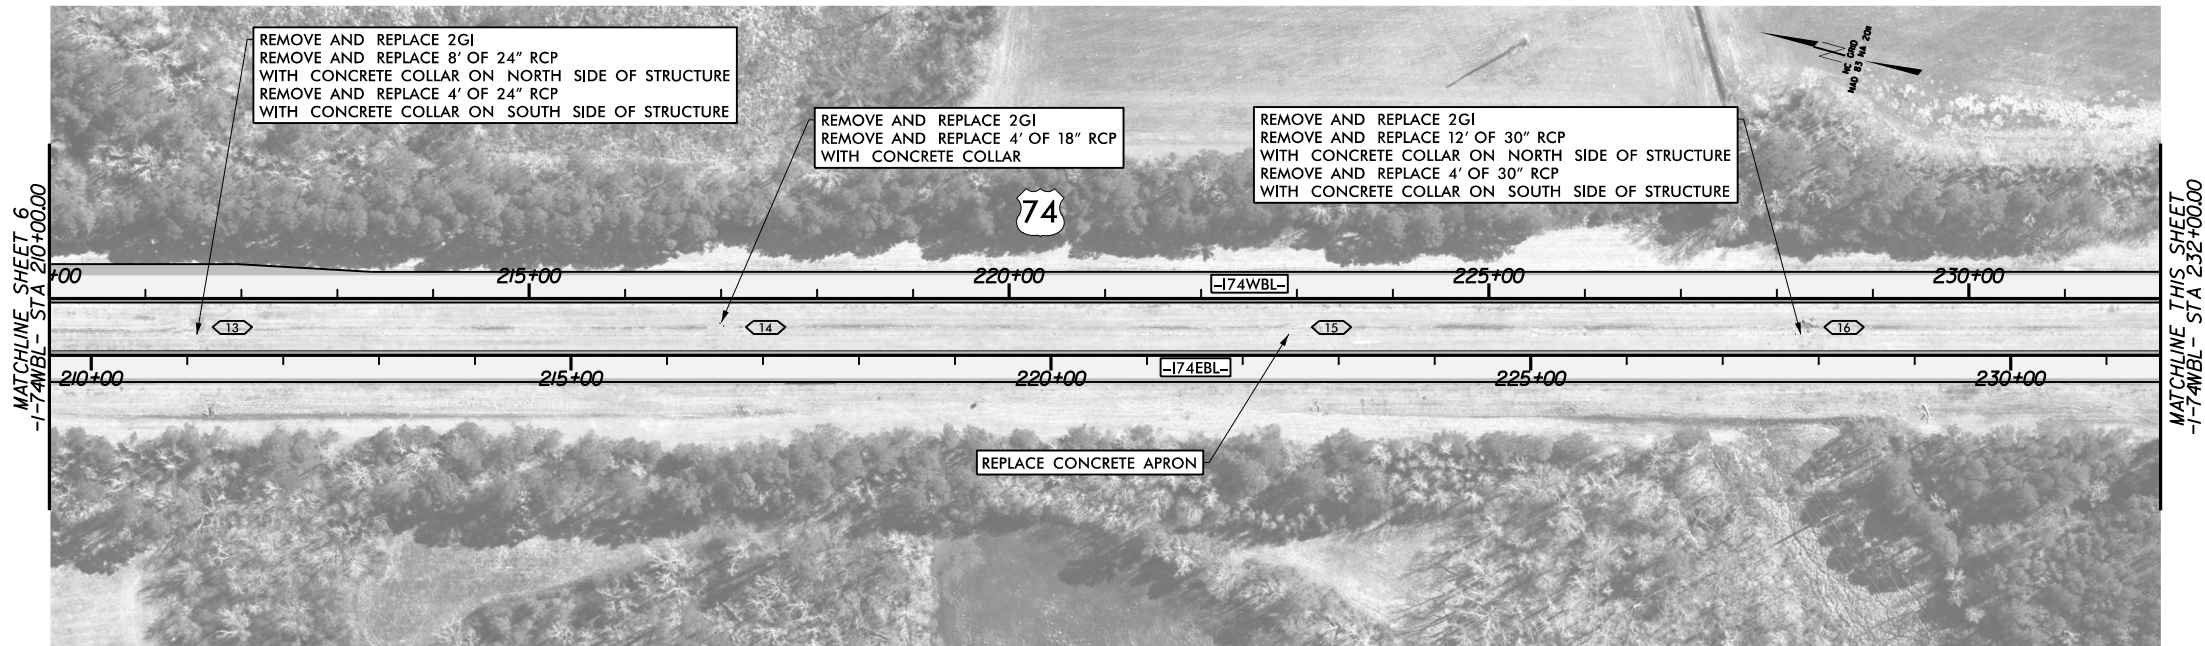 REMOVE AND REPLACE 2GI
REMOVE AND REPLACE 8' OF 24" RCP
WITH CONCRETE COLLAR ON NORTH SIDE OF STRUCTURE
REMOVE AND REPLACE 4' OF 24" RCP
WITH CONCRETE COLLAR ON SOUTH SIDE OF STRUCTURE
REMOVE AND REPLACE 2GI
REMOVE AND REPLACE 4' OF 18" RCP
WITH CONCRETE COLLAR
REMOVE AND REPLACE 2GI
REMOVE AND REPLACE 12' OF 30" RCP
WITH CONCRETE COLLAR ON NORTH SIDE OF STRUCTURE
REMOVE AND REPLACE 4' OF 30" RCP
WITH CONCRETE COLLAR ON SOUTH SIDE OF STRUCTURE
NC GRID
NAD 83 NA 2011
74
MATCHLINE SHEET 6
-I-74WBL- STA 210+00.00
+00
215+00
220+00
225+00
230+00
-I74WBL-
13
14
15
16
-I74EBL-
210+00
215+00
220+00
225+00
230+00
REPLACE CONCRETE APRON
MATCHLINE THIS SHEET
-I-74WBL- STA 232+00.00